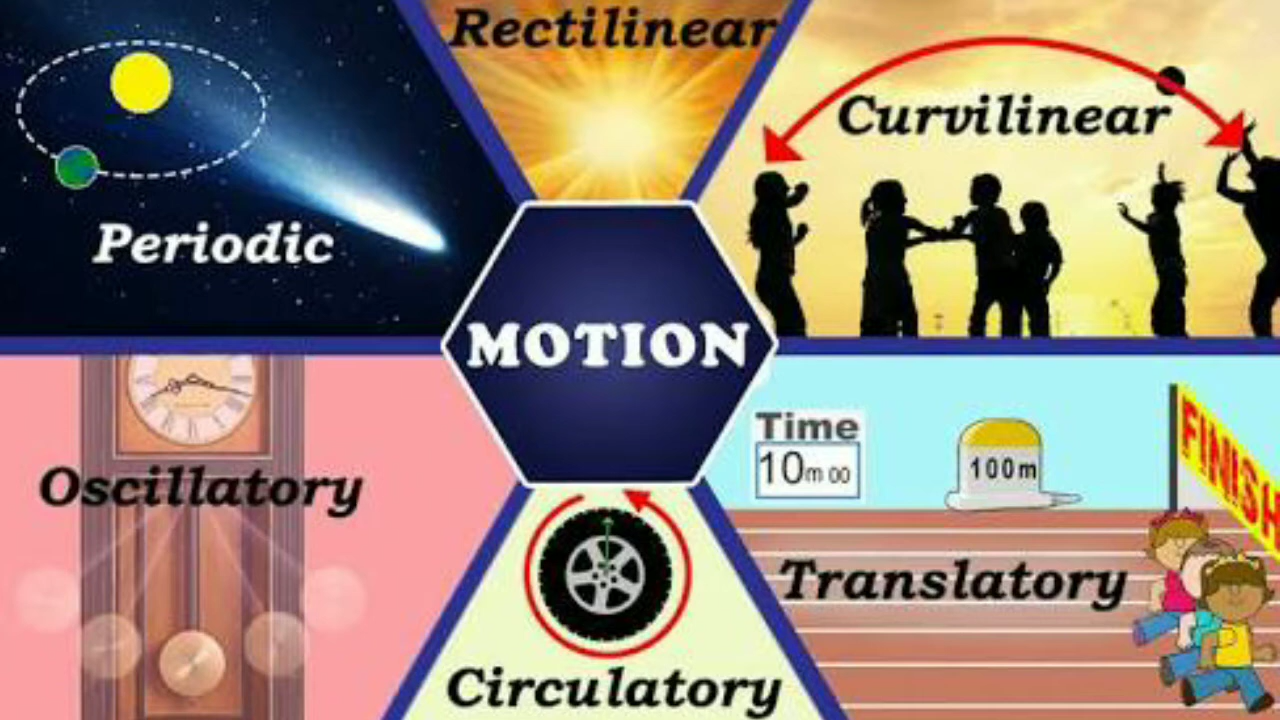 Rectilinear
Curvilinear
Periodic
MOTION
Oscillatory
Time
10m 00
100m
FINISH
Translatory
Circulatory